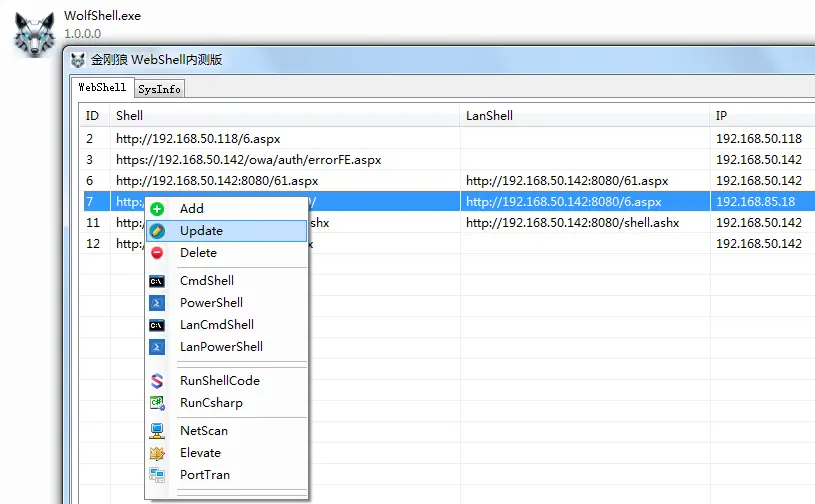 WolfShell.exe
1.0.0.0
金刚狼 WebShell内测版
WebShell SysInfo
ID Shell LanShell IP
2 http://192.168.50.118/6.aspx 192.168.50.118
3 https://192.168.50.142/owa/auth/errorFE.aspx 192.168.50.142
6 http://192.168.50.142:8080/61.aspx http://192.168.50.142:8080/61.aspx 192.168.50.142
7 http:/ http://192.168.50.142:8080/6.aspx 192.168.85.18
11 http:/ shx http://192.168.50.142:8080/shell.ashx 192.168.50.142
12 http:/ x 192.168.50.142
Add
Update
Delete
CmdShell
PowerShell
LanCmdShell
LanPowerShell
RunShellCode
RunCsharp
NetScan
Elevate
PortTran